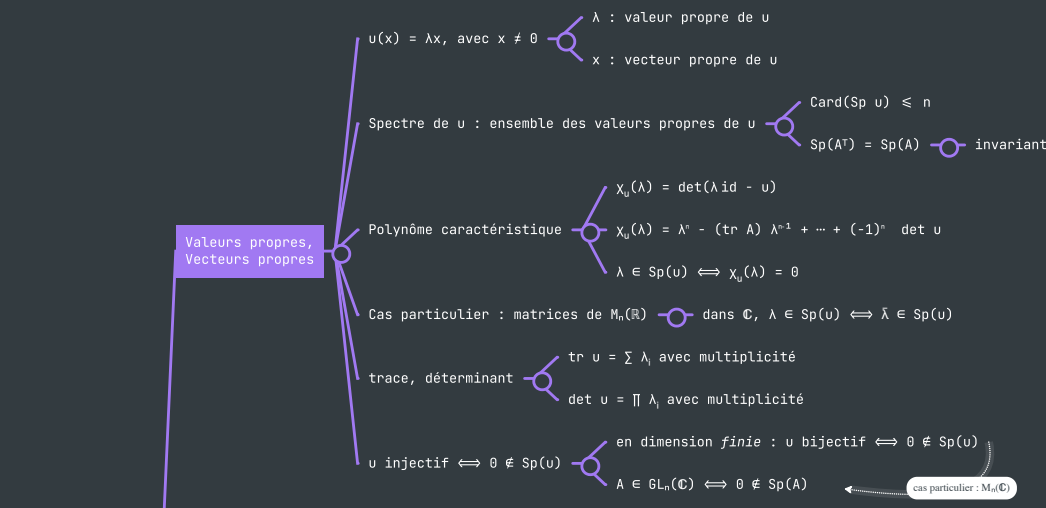 λ : valeur propre de u
u(x) = λx, avec x ≠ 0
x : vecteur propre de u
Card(Sp u) ⩽ n
Spectre de u : ensemble des valeurs propres de u
Sp(Aᵀ) = Sp(A)
invariant
χᵤ(λ) = det(λ id - u)
Polynôme caractéristique
χᵤ(λ) = λⁿ - (tr A) λⁿ⁻¹ + ⋯ + (-1)ⁿ det u
λ ∈ Sp(u) ⟺ χᵤ(λ) = 0
Valeurs propres,
Vecteurs propres
Cas particulier : matrices de Mₙ(ℝ)
dans ℂ, λ ∈ Sp(u) ⟺ λ̄ ∈ Sp(u)
tr u = ∑ λᵢ avec multiplicité
trace, déterminant
det u = ∏ λᵢ avec multiplicité
en dimension finie : u bijectif ⟺ 0 ∉ Sp(u)
u injectif ⟺ 0 ∉ Sp(u)
A ∈ GLₙ(ℂ) ⟺ 0 ∉ Sp(A)
cas particulier : Mₙ(ℂ)